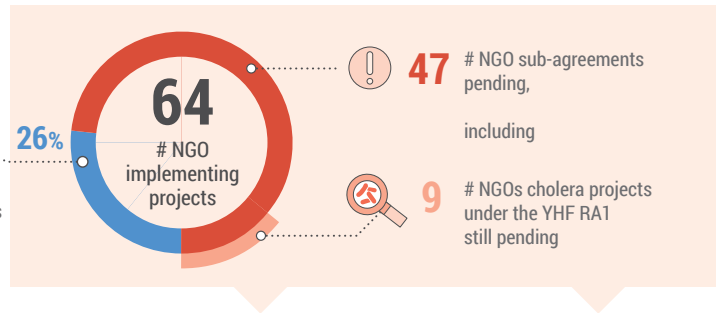 64
# NGO
implementing
projects
26%
s
47
# NGO sub-agreements
pending,
including
9
# NGOs cholera projects
under the YHF RA1
still pending